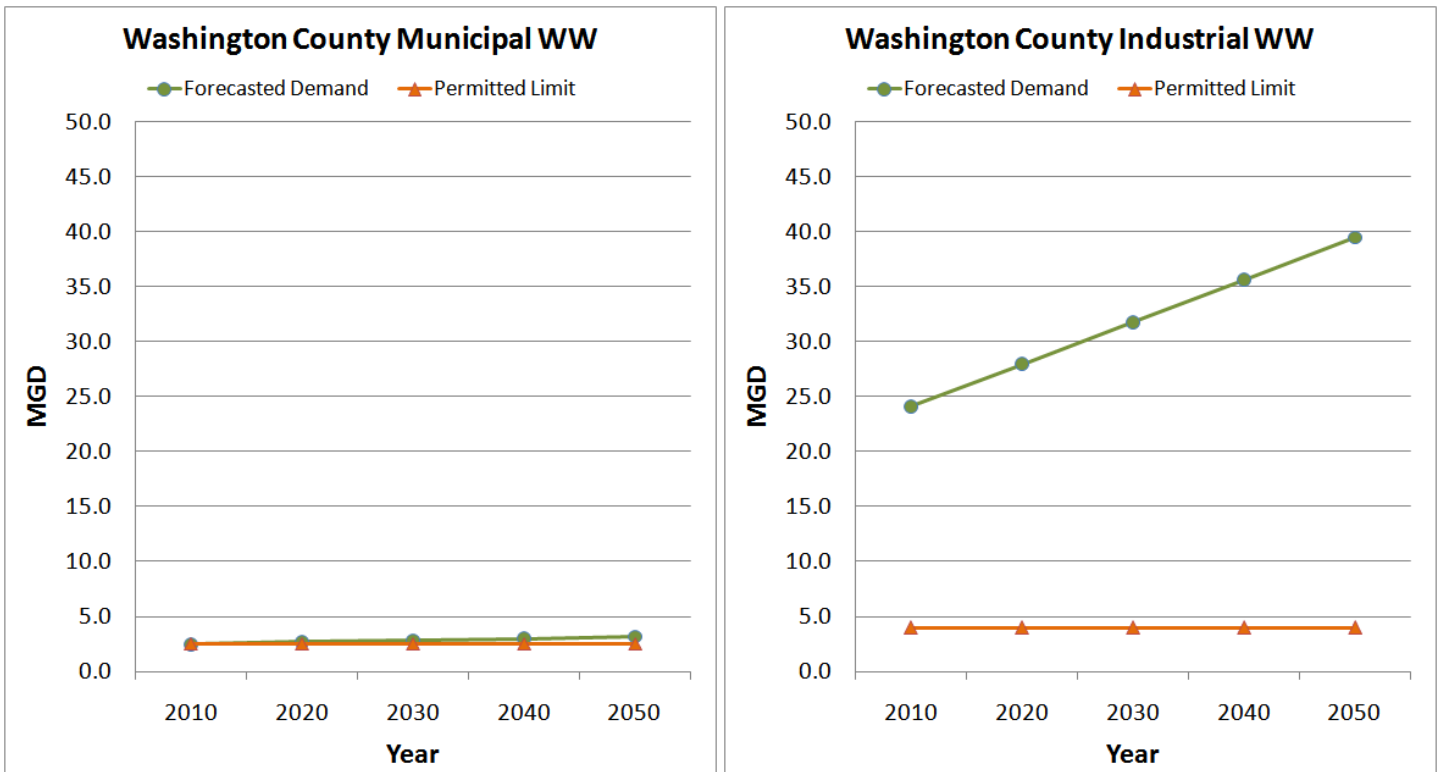 Washington County Municipal WW
Forecasted Demand Permitted Limit
50.0
45.0
40.0
35.0
30.0
25.0
20.0
15.0
10.0
5.0
0.0
MGD
2010 2020 2030 2040 2050
Year
Washington County Industrial WW
Forecasted Demand Permitted Limit
50.0
45.0
40.0
35.0
30.0
25.0
20.0
15.0
10.0
5.0
0.0
MGD
2010 2020 2030 2040 2050
Year